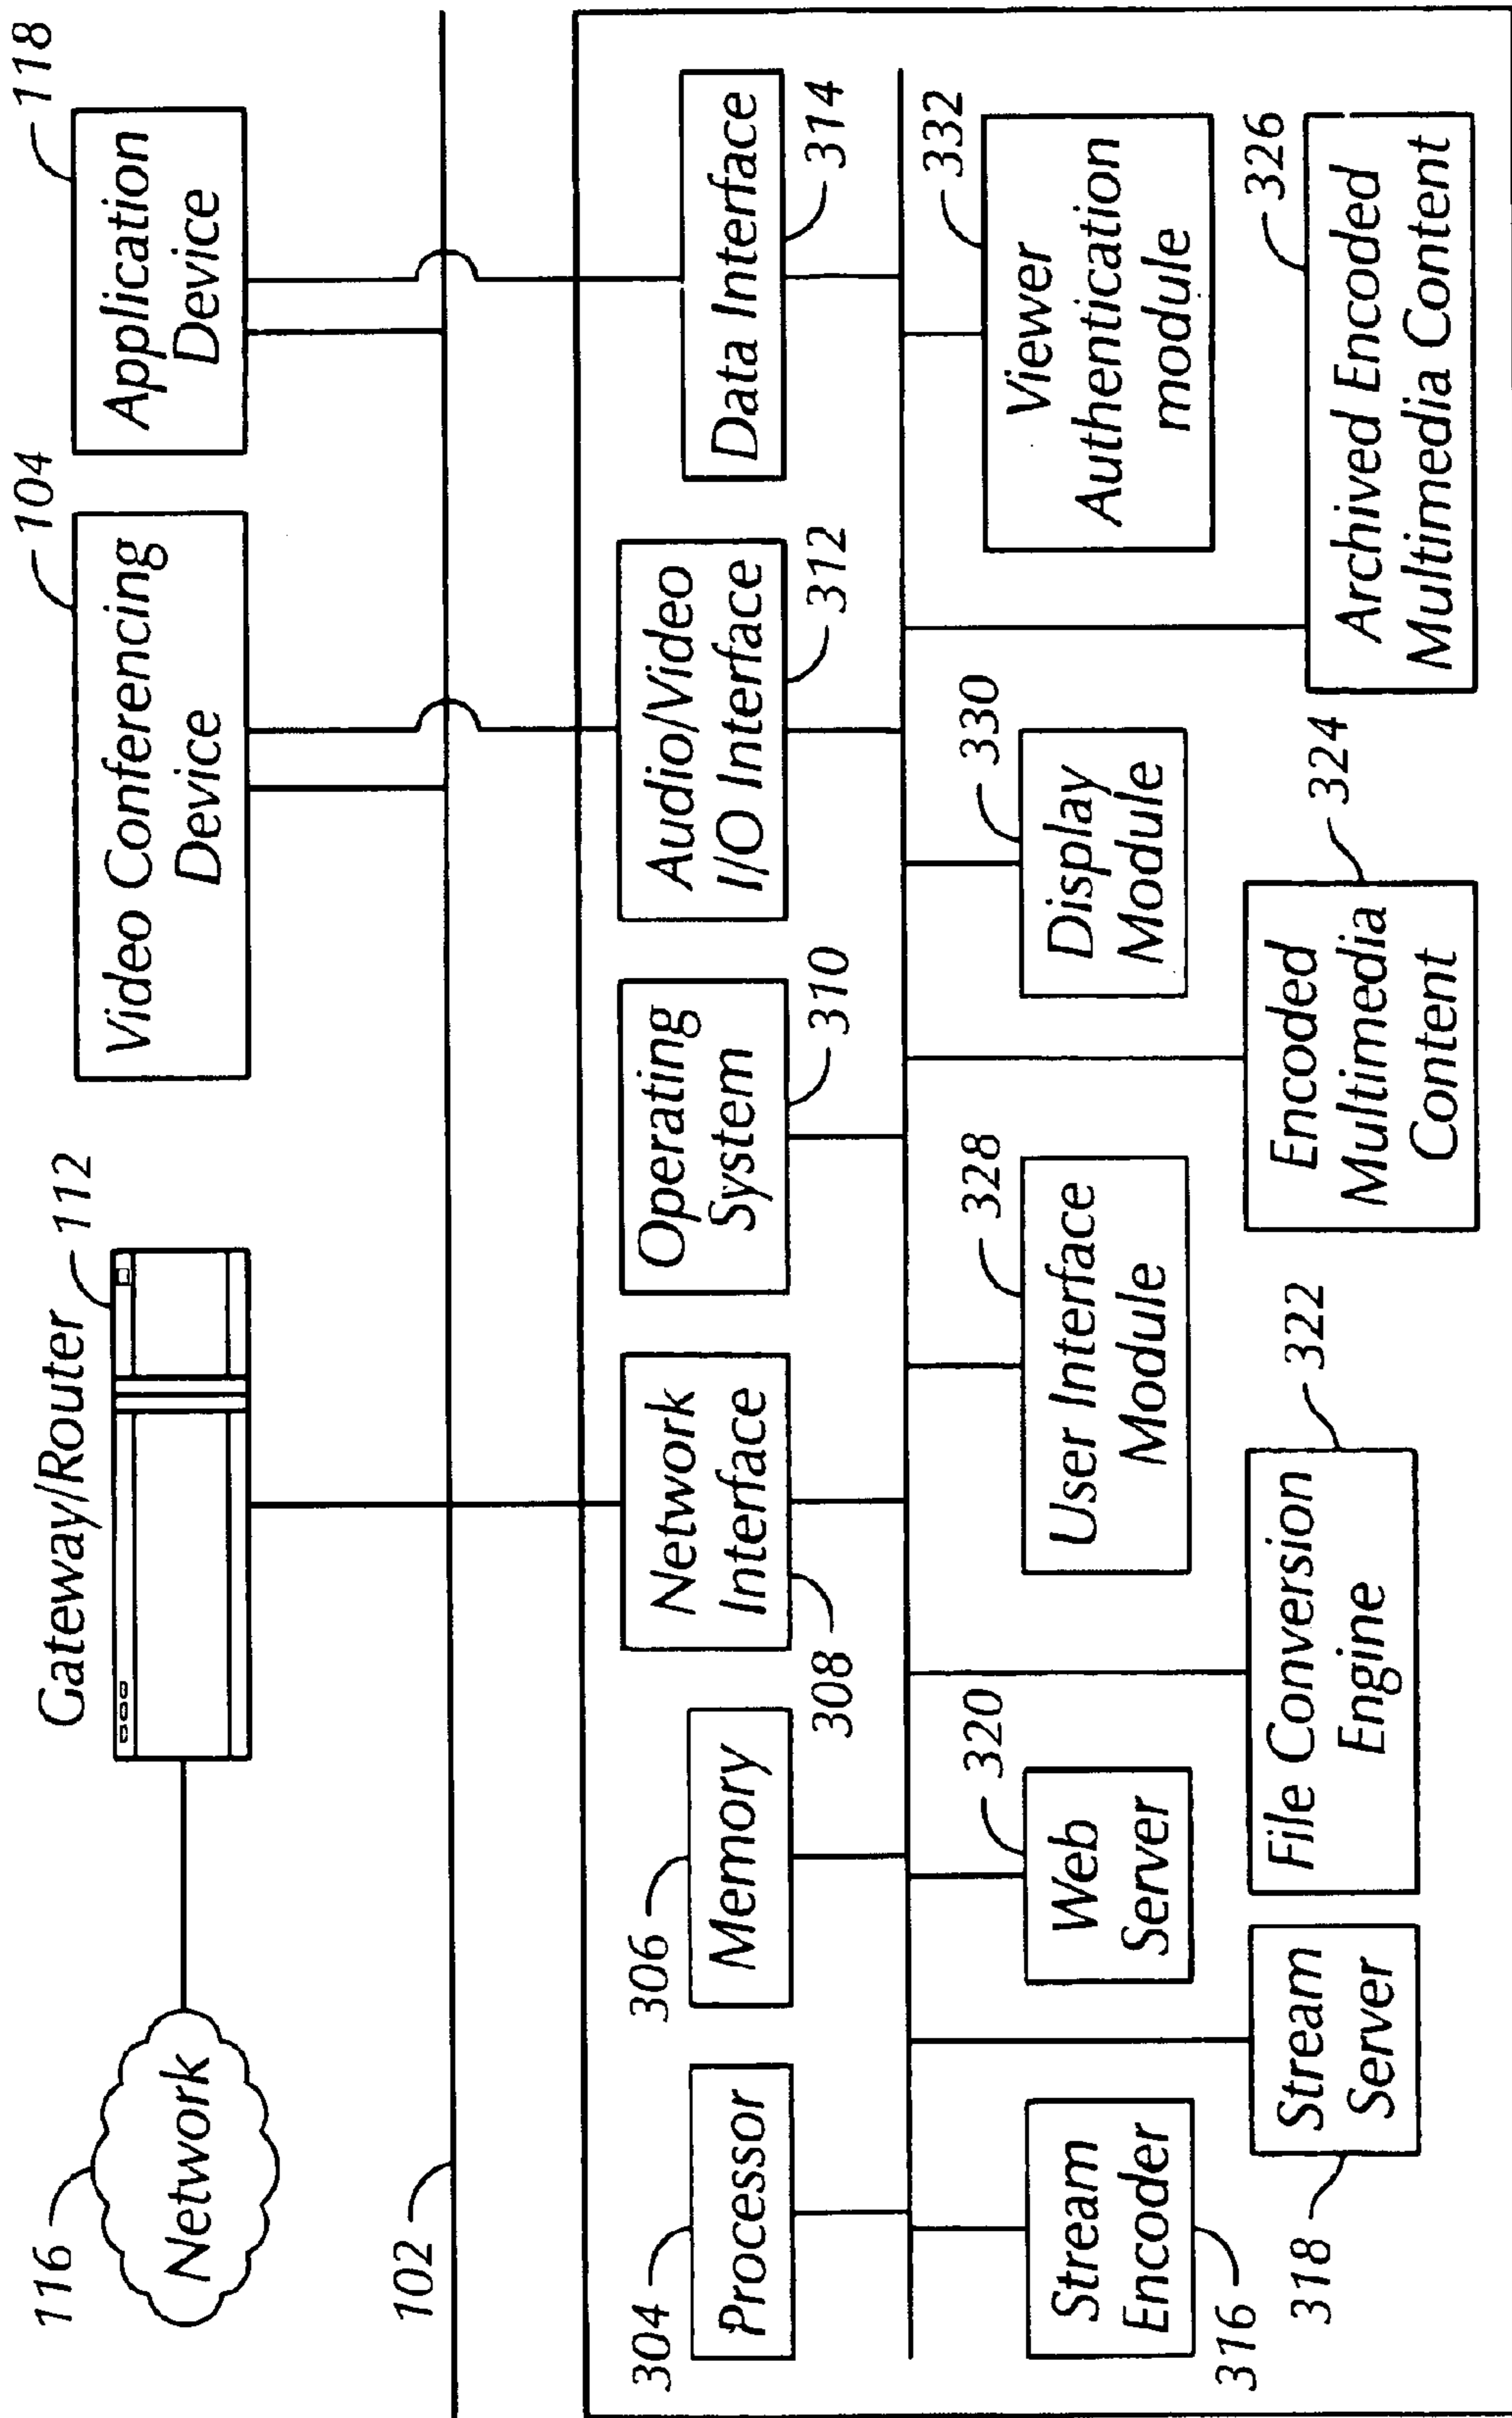 116
Network
Gateway/Router
112
104
Video Conferencing
Device
118
Application
Device
102
304
Processor
306
Memory
Network
Interface
308
Operating
System
310
Audio/Video
I/O Interface
312
Data Interface
314
Stream
Encoder
316
Web
Server
320
User Interface
Module
328
Display
Module
330
Viewer
Authentication
module
332
Stream
Server
318
File Conversion
Engine
322
Encoded
Multimedia
Content
324
Archived Encoded
Multimedia Content
326